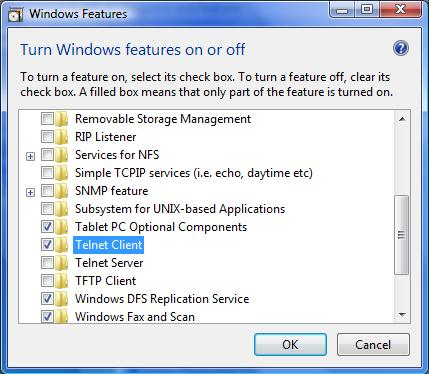 Windows Features
Turn Windows features on or off
To turn a feature on, select its check box. To turn a feature off, clear its
check box. A filled box means that only part of the feature is turned on.
Removable Storage Management
RIP Listener
Services for NFS
Simple TCPIP services (i.e. echo, daytime etc)
SNMP feature
Subsystem for UNIX-based Applications
Tablet PC Optional Components
Telnet Client
Telnet Server
TFTP Client
Windows DFS Replication Service
Windows Fax and Scan
OK
Cancel